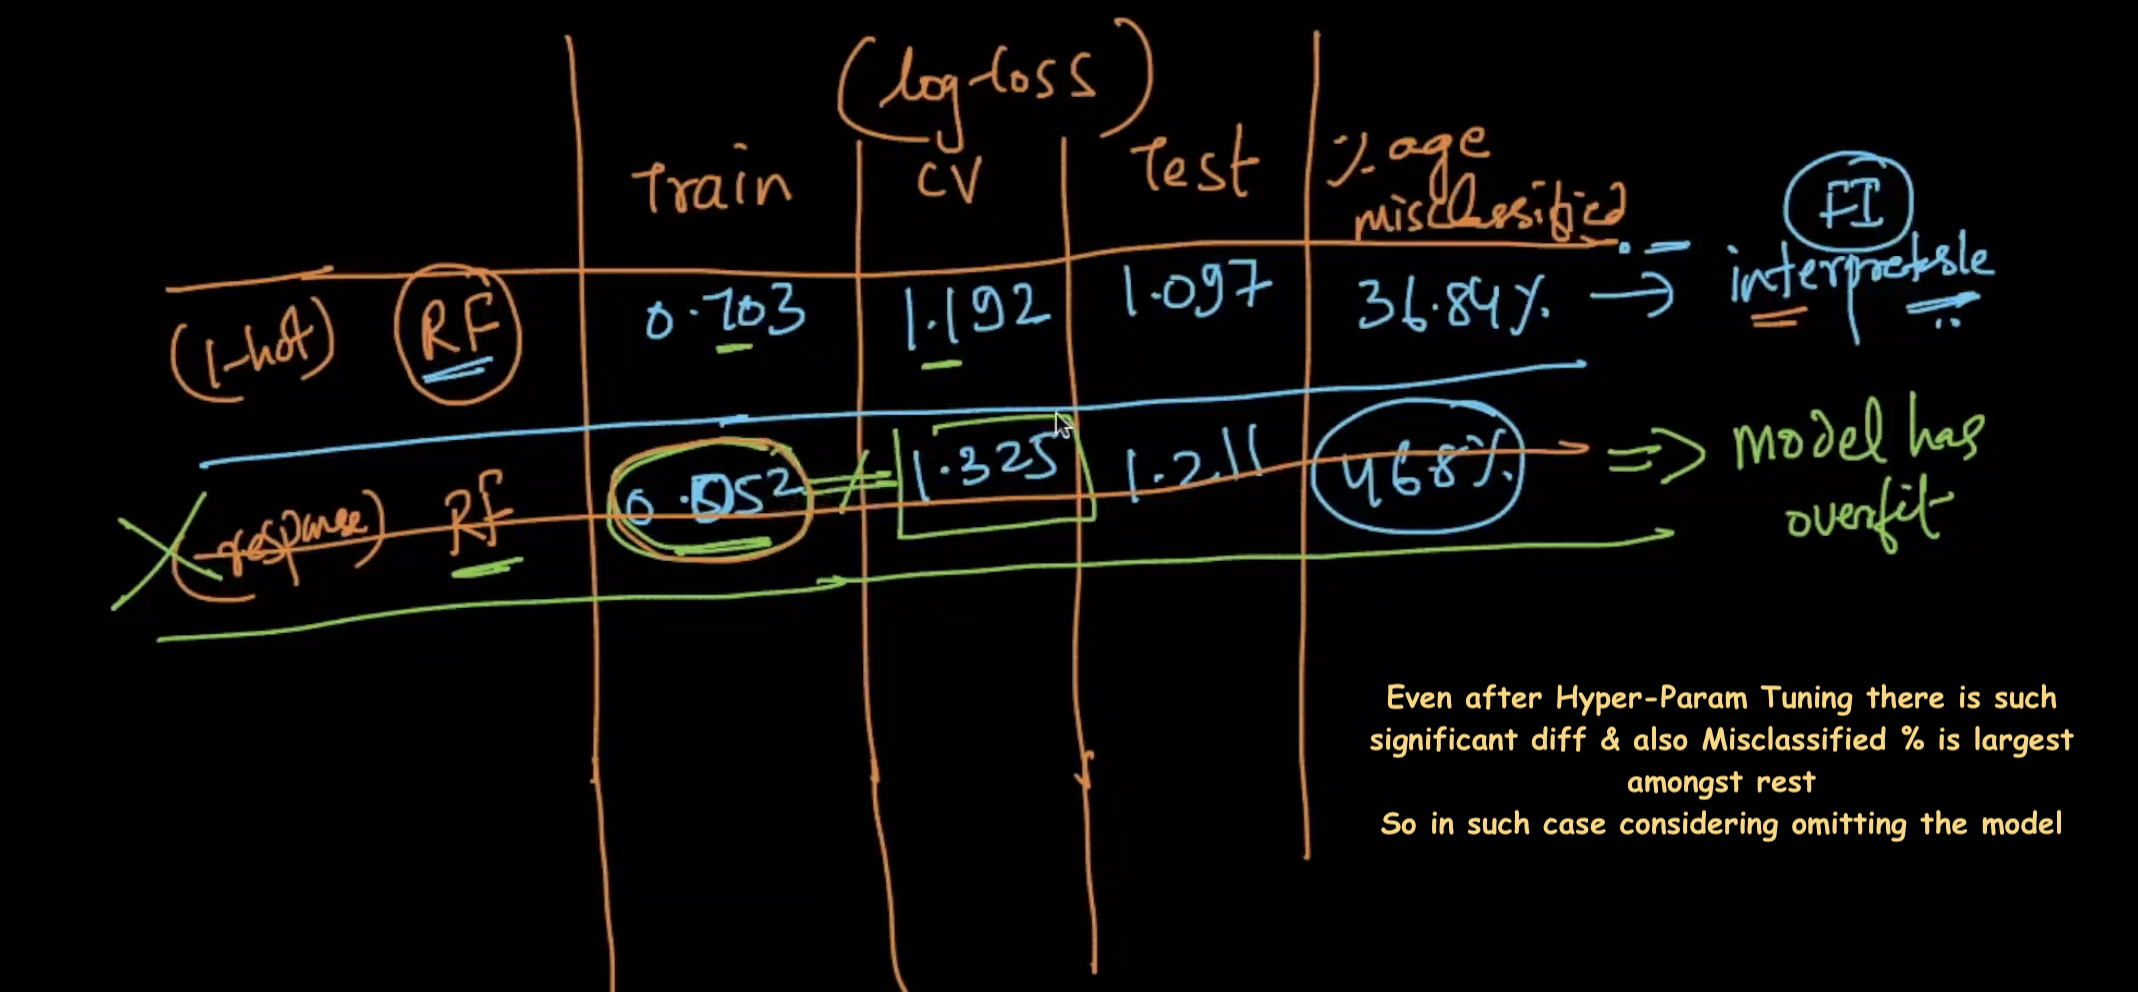 (log-loss)
Train CV Test %age misclassified
FI
(1-hot) RF 0.703 1.192 1.097 36.84% → interpretable
(response) RF 0.052 ≠ 1.325 1.211 46.8% ⇒ Model has
overfit
Even after Hyper-Param Tuning there is such
significant diff & also Misclassified % is largest
amongst rest
So in such case considering omitting the model